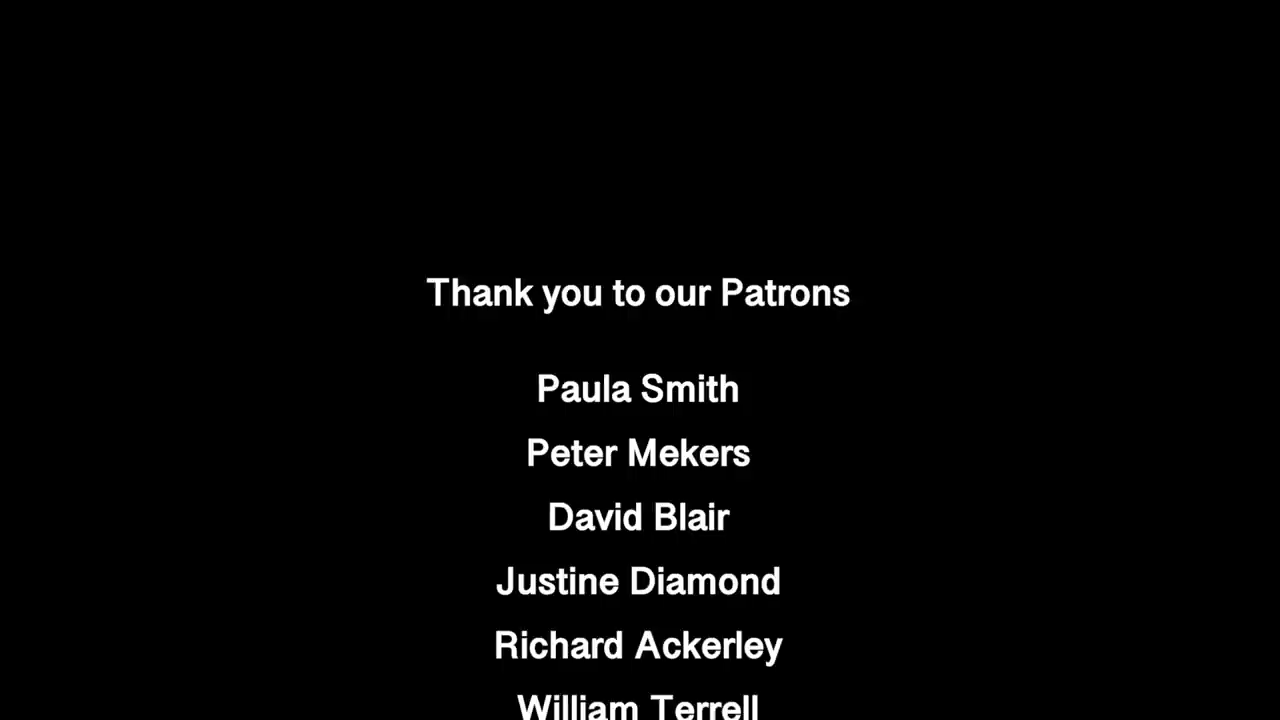 Thank you to our Patrons
Paula Smith
Peter Mekers
David Blair
Justine Diamond
Richard Ackerley
William Terrell